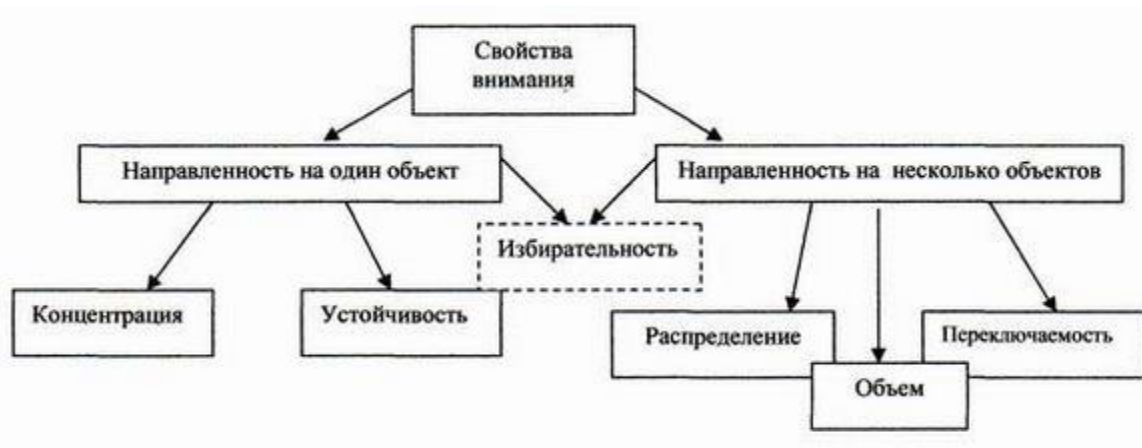 Свойства
внимания
Направленность на один объект
Направленность на несколько объектов
Избирательность
Концентрация
Устойчивость
Распределение
Переключаемость
Объем